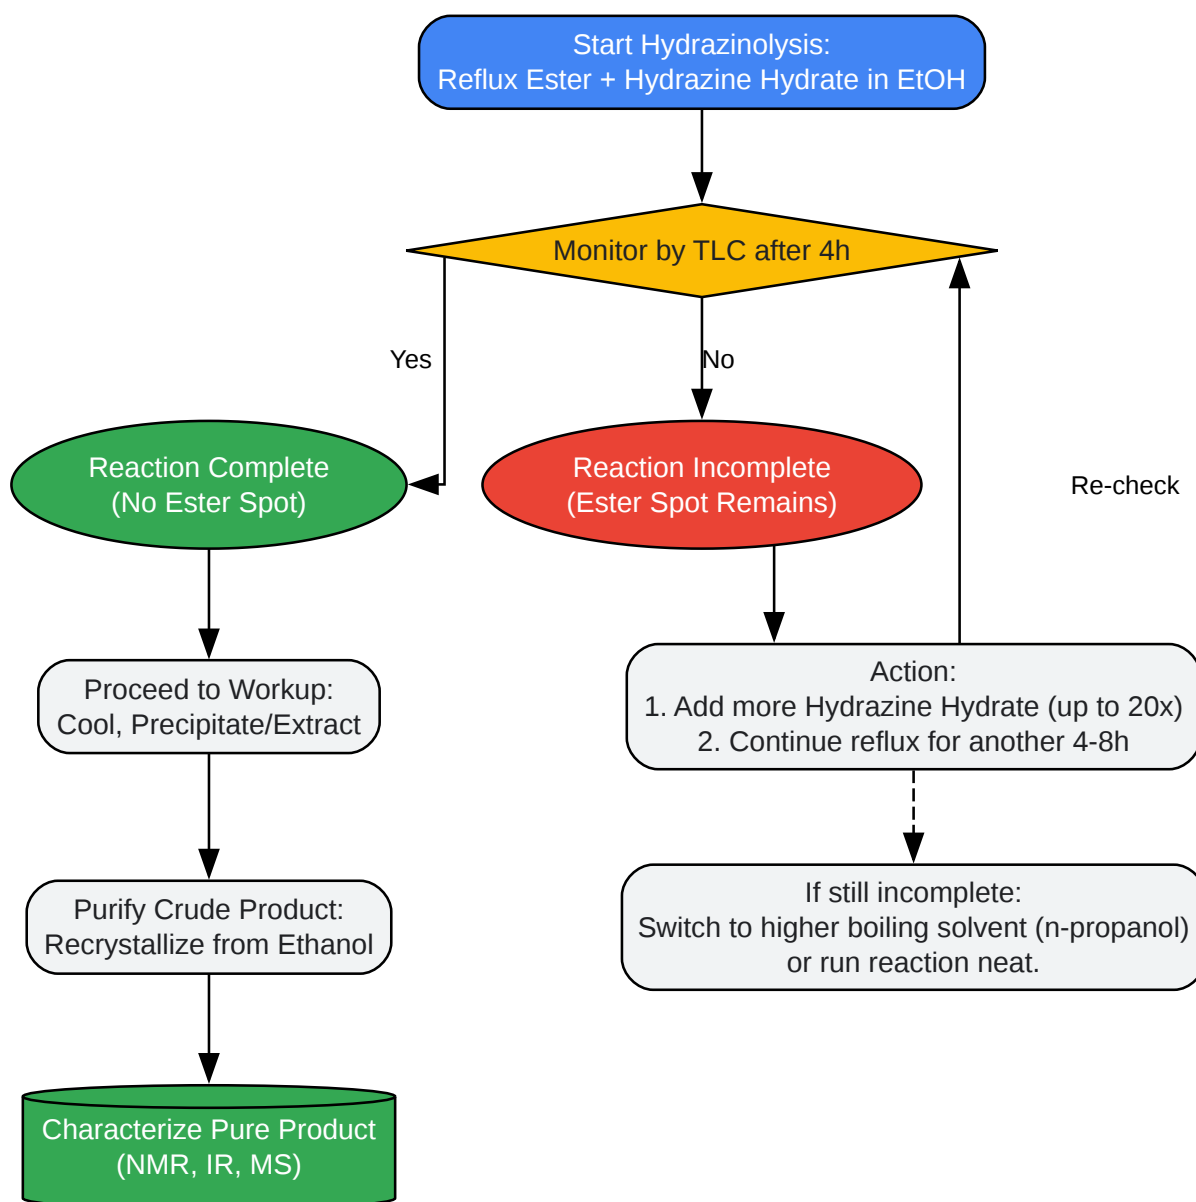 Start Hydrazinolysis:
Reflux Ester + Hydrazine Hydrate in EtOH
Monitor by TLC after 4h
Yes
No
Reaction Complete
(No Ester Spot)
Reaction Incomplete
(Ester Spot Remains)
Re-check
Proceed to Workup:
Cool, Precipitate/Extract
Action:
1. Add more Hydrazine Hydrate (up to 20x)
2. Continue reflux for another 4-8h
Purify Crude Product:
Recrystallize from Ethanol
If still incomplete:
Switch to higher boiling solvent (n-propanol)
or run reaction neat.
Characterize Pure Product
(NMR, IR, MS)